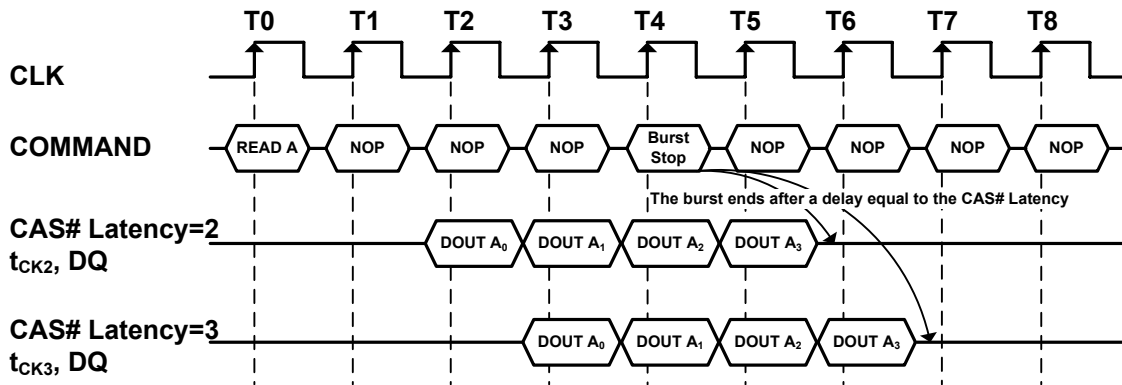 T0 T1 T2 T3 T4 T5 T6 T7 T8
CLK
COMMAND READ A NOP NOP NOP Burst Stop NOP NOP NOP NOP
The burst ends after a delay equal to the CAS# Latency
CAS# Latency=2
tCK2, DQ DOUT A0 DOUT A1 DOUT A2 DOUT A3
CAS# Latency=3
tCK3, DQ DOUT A0 DOUT A1 DOUT A2 DOUT A3